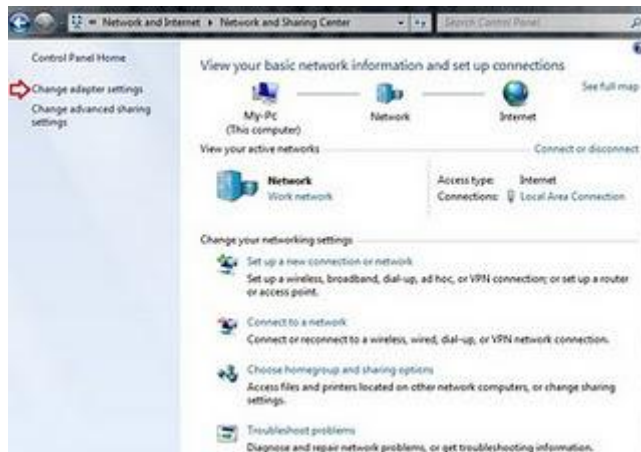 Network and Internet
Network and Sharing Center
Search Control Panel
Control Panel Home
Change adapter settings
Change advanced sharing
settings
View your basic network information and set up connections
See full map
My-Pc
(This computer)
Network
Internet
View your active networks
Connect or disconnect
Network
Work network
Access type:
Internet
Connections:
Local Area Connection
Change your networking settings
Set up a new connection or network
Set up a wireless, broadband, dial-up, ad hoc, or VPN connection; or set up a router
or access point.
Connect to a network
Connect or reconnect to a wireless, wired, dial-up, or VPN network connection.
Choose homegroup and sharing options
Access files and printers located on other network computers, or change sharing
settings.
Troubleshoot problems
Diagnose and repair network problems, or get troubleshooting information.